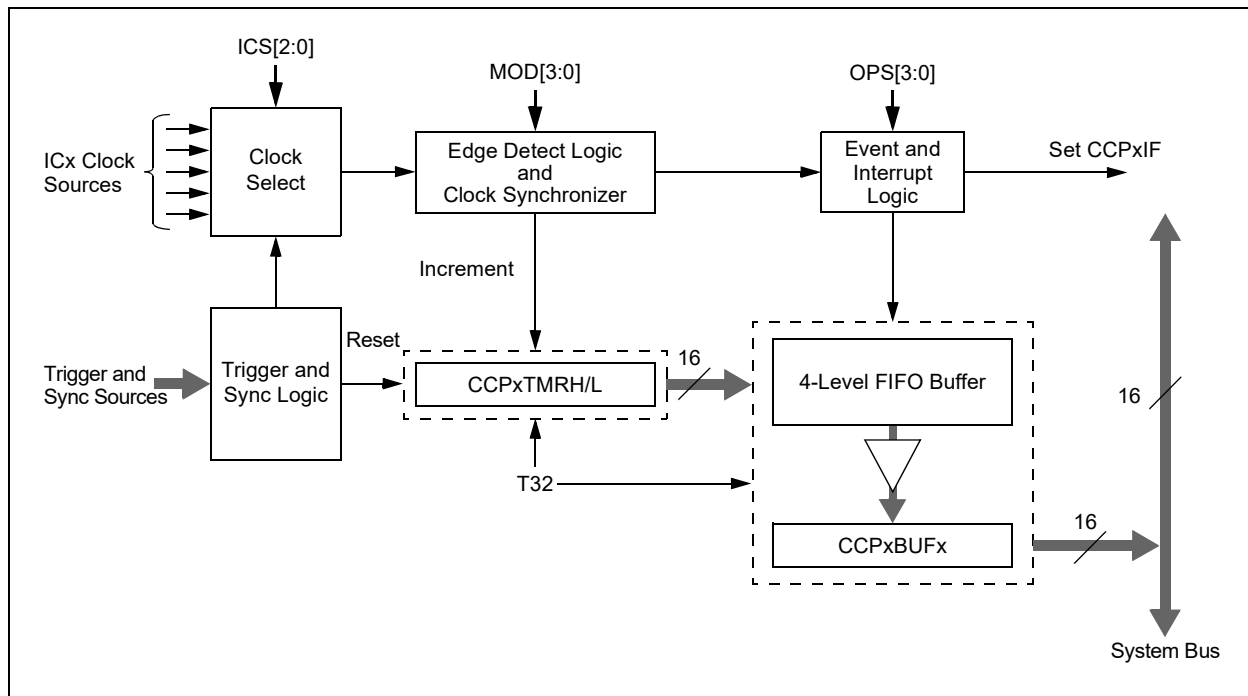 ICS[2:0]
MOD[3:0]
OPS[3:0]
ICx Clock
Sources
Clock
Select
Edge Detect Logic
and
Clock Synchronizer
Event and
Interrupt
Logic
Set CCPxIF
Increment
Reset
Trigger and
Sync Sources
Trigger and
Sync Logic
CCPxTMRH/L
16
4-Level FIFO Buffer
16
T32
CCPxBUFx
16
System Bus